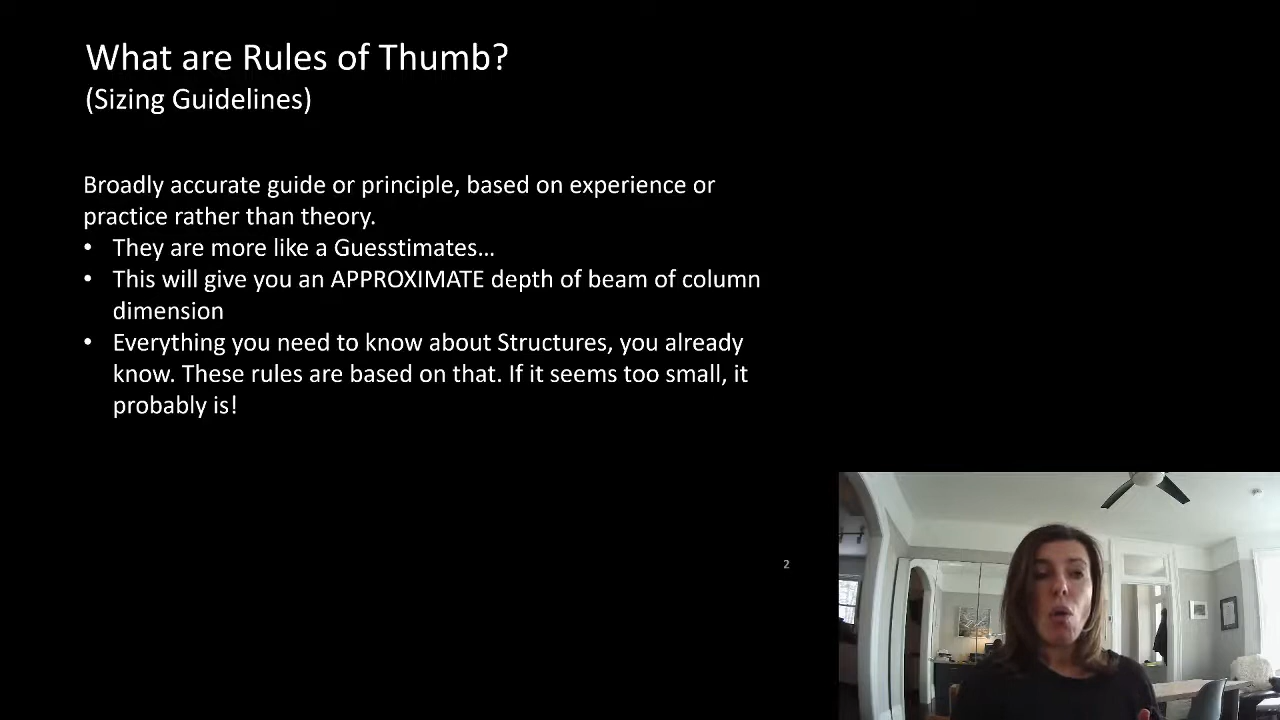 What are Rules of Thumb?
(Sizing Guidelines)
Broadly accurate guide or principle, based on experience or
practice rather than theory.
• They are more like a Guesstimates...
• This will give you an APPROXIMATE depth of beam of column
dimension
• Everything you need to know about Structures, you already
know. These rules are based on that. If it seems too small, it
probably is!
2